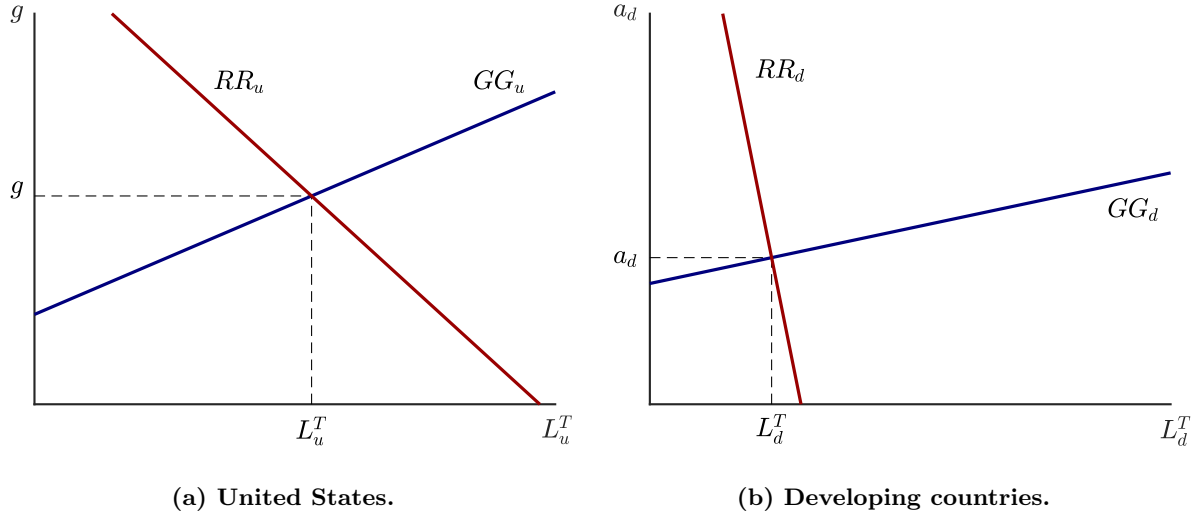 g
RR_u
GG_u
g
L_u^T
L_u^T
(a) United States.
a_d
RR_d
GG_d
a_d
L_d^T
L_d^T
(b) Developing countries.